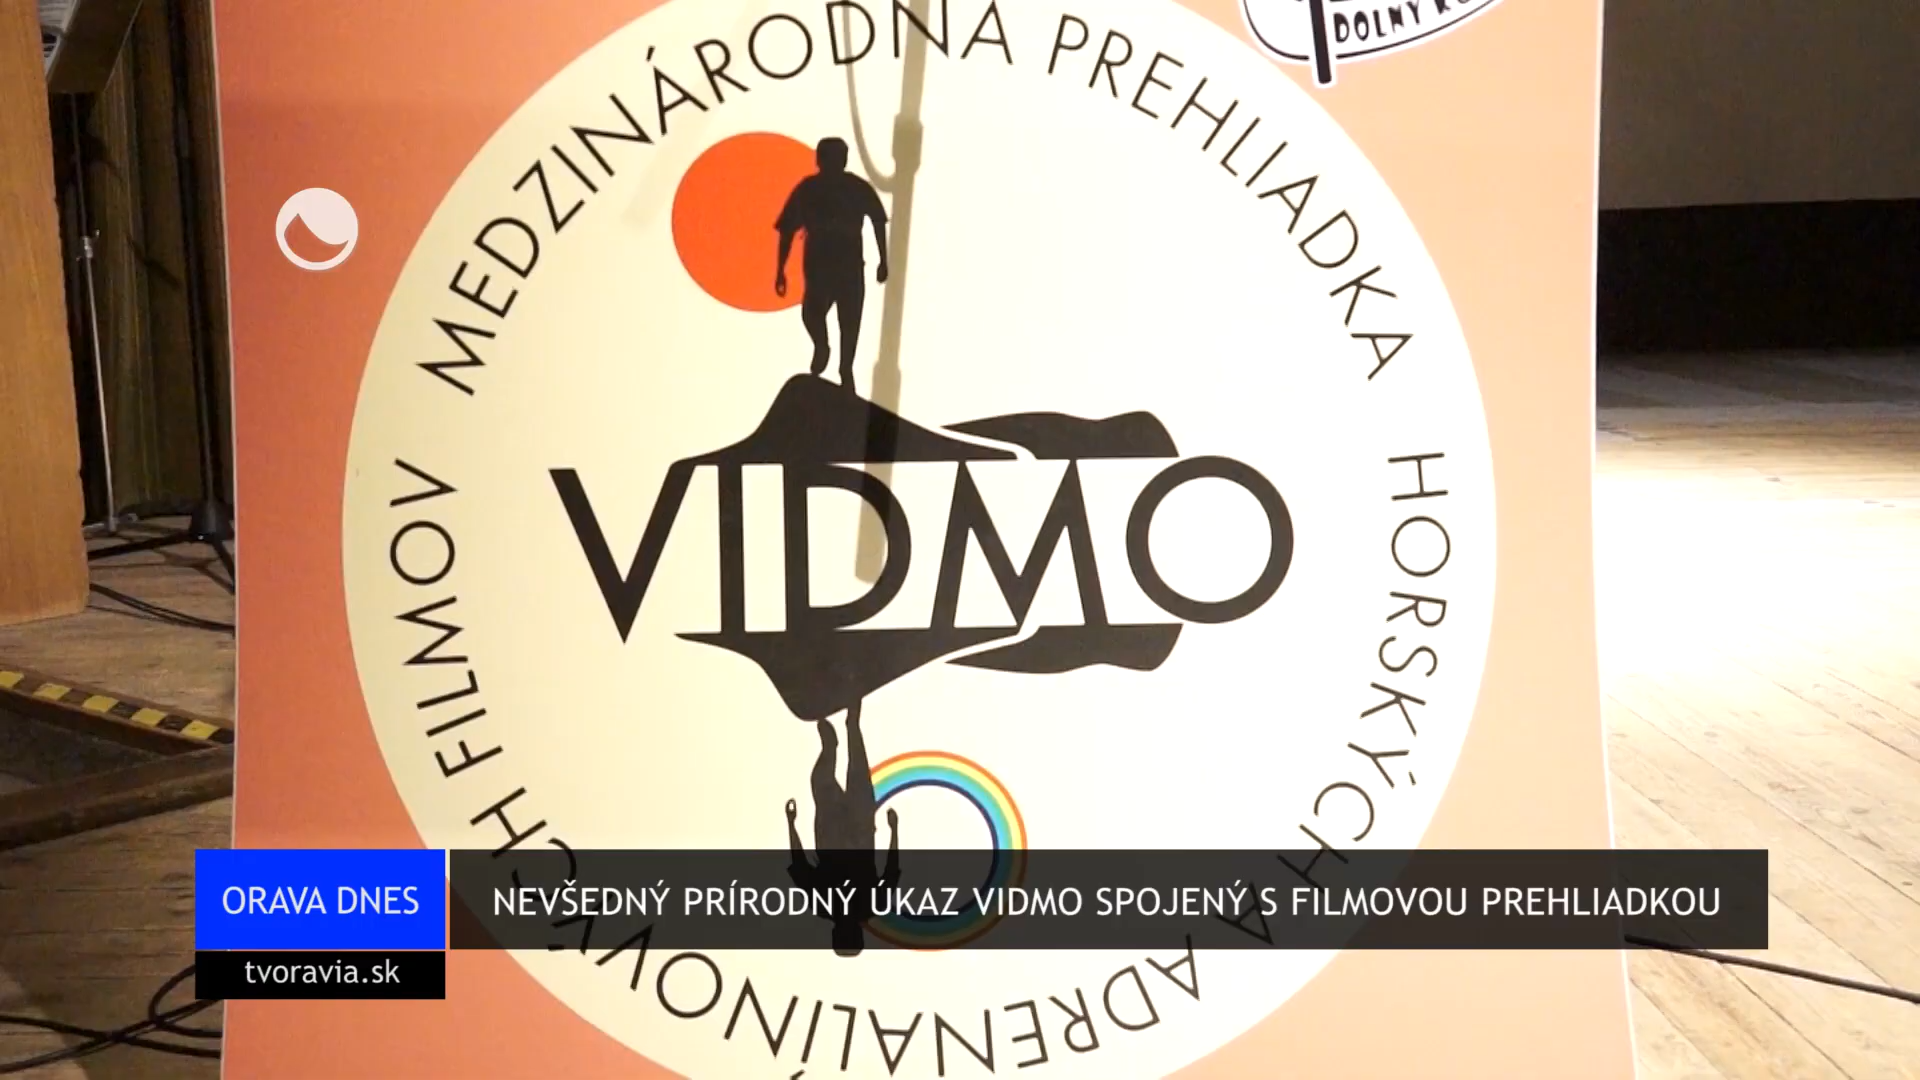 DOLNÝ K
MEDZINÁRODNÁ PREHLIADKA HORSKÝCH A ADRENALÍNOVÝCH FILMOV
VIDMO
ORAVA DNES
NEVŠEDNÝ PRÍRODNÝ ÚKAZ VIDMO SPOJENÝ S FILMOVOU PREHLIADKOU
tvoravia.sk